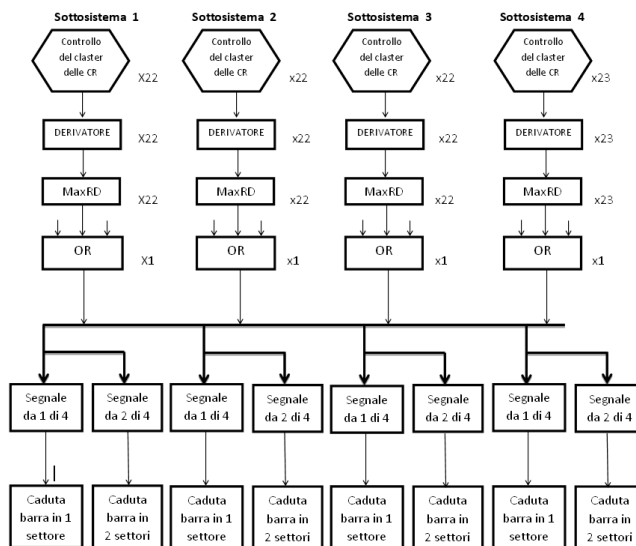 Sottosistema 1 Sottosistema 2 Sottosistema 3 Sottosistema 4
Controllo del claster delle CR X22 Controllo del claster delle CR x22 Controllo del claster delle CR x22 Controllo del claster delle CR x23
DERIVATORE X22 DERIVATORE x22 DERIVATORE x22 DERIVATORE x23
MaxRD X22 MaxRD x22 MaxRD x22 MaxRD x23
OR X1 OR x1 OR x1 OR x1
Segnale da 1 di 4 Segnale da 2 di 4 Segnale da 1 di 4 Segnale da 2 di 4 Segnale da 1 di 4 Segnale da 2 di 4 Segnale da 1 di 4 Segnale da 2 di 4
Caduta barra in 1 settore Caduta barra in 2 settori Caduta barra in 1 settore Caduta barra in 2 settori Caduta barra in 1 settore Caduta barra in 2 settori Caduta barra in 1 settore Caduta barra in 2 settori